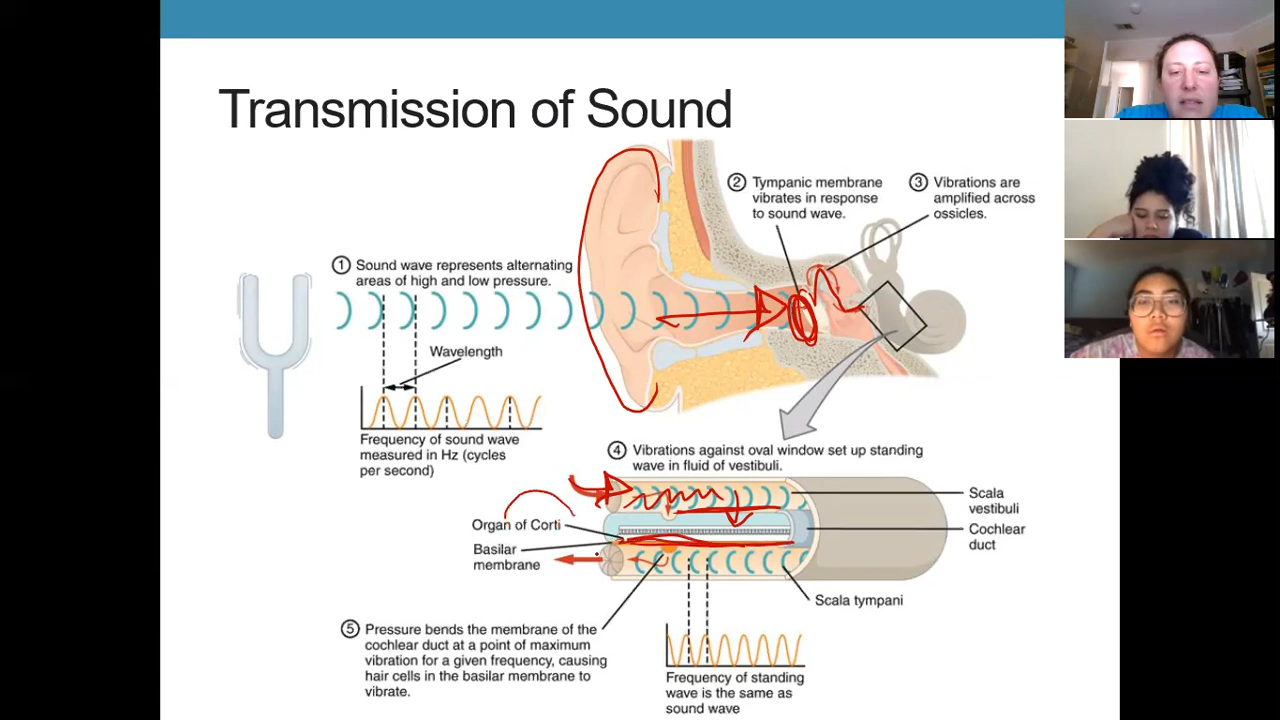 Transmission of Sound
② Tympanic membrane
vibrates in response
to sound wave.
③ Vibrations are
amplified across
ossicles.
① Sound wave represents alternating
areas of high and low pressure.
Wavelength
Frequency of sound wave
measured in Hz (cycles
per second)
④ Vibrations against oval window set up standing
wave in fluid of vestibuli.
Scala
vestibuli
Organ of Corti
Cochlear
duct
Basilar
membrane
Scala tympani
⑤ Pressure bends the membrane of the
cochlear duct at a point of maximum
vibration for a given frequency, causing
hair cells in the basilar membrane to
vibrate.
Frequency of standing
wave is the same as
sound wave